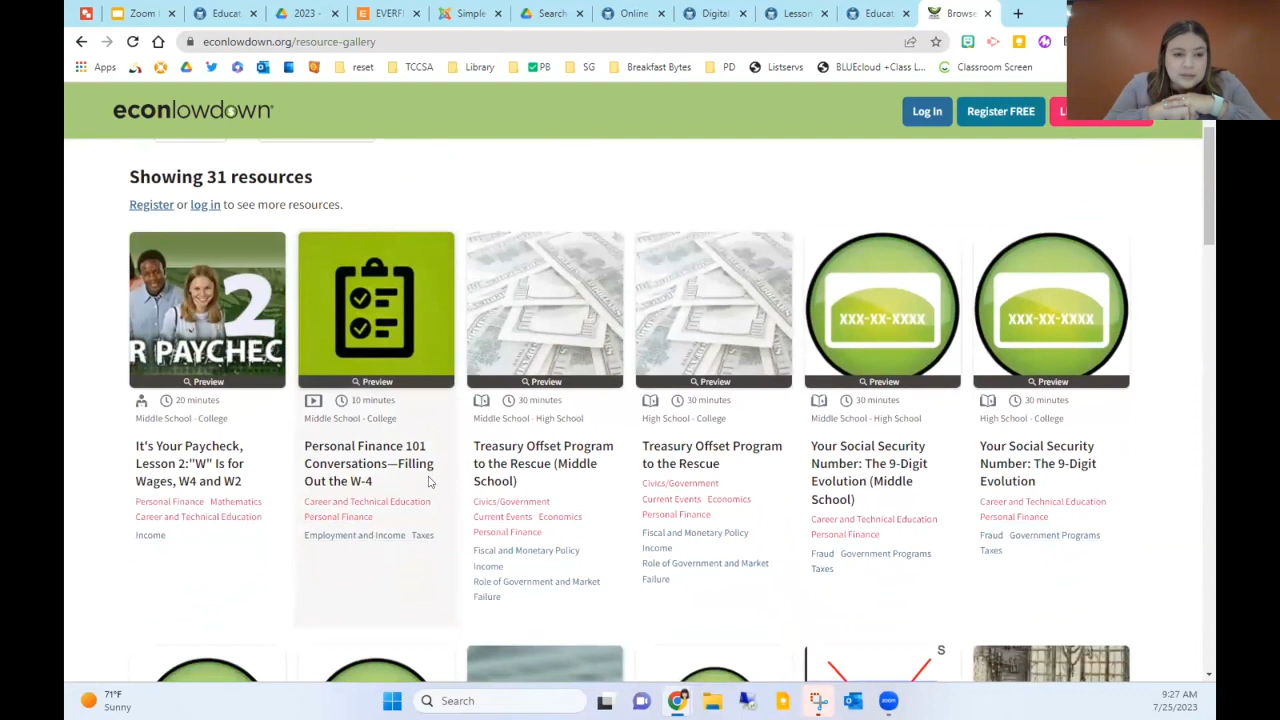 Zoom
Educat
2023 -
EVERFI
Simple
Search
Online
Digital
Lesson
Educat
Brows
econlowdown.org/resource-gallery
Apps
reset
TCCSA
Library
PB
SG
Breakfast Bytes
PD
Listservs
BLUEcloud +Class L...
Classroom Screen
econlowdown
Log In
Register FREE
Showing 31 resources
Register or log in to see more resources.
2
R PAYCHEC
XXX-XX-XXXX
XXX-XX-XXXX
Preview
Preview
Preview
Preview
Preview
Preview
20 minutes
10 minutes
30 minutes
30 minutes
30 minutes
30 minutes
Middle School - College
Middle School - College
Middle School - High School
High School - College
Middle School - High School
High School - College
It's Your Paycheck,
Lesson 2:"W" Is for
Wages, W4 and W2
Personal Finance Mathematics
Career and Technical Education
Income
Personal Finance 101
Conversations—Filling
Out the W-4
Career and Technical Education
Personal Finance
Employment and Income Taxes
Treasury Offset Program
to the Rescue (Middle
School)
Civics/Government
Current Events Economics
Personal Finance
Fiscal and Monetary Policy
Income
Role of Government and Market
Failure
Treasury Offset Program
to the Rescue
Civics/Government
Current Events Economics
Personal Finance
Fiscal and Monetary Policy
Income
Role of Government and Market
Failure
Your Social Security
Number: The 9-Digit
Evolution (Middle
School)
Career and Technical Education
Personal Finance
Fraud Government Programs
Taxes
Your Social Security
Number: The 9-Digit
Evolution
Career and Technical Education
Personal Finance
Fraud Government Programs
Taxes
S
71°F
Sunny
Search
zoom
9:27 AM
7/25/2023